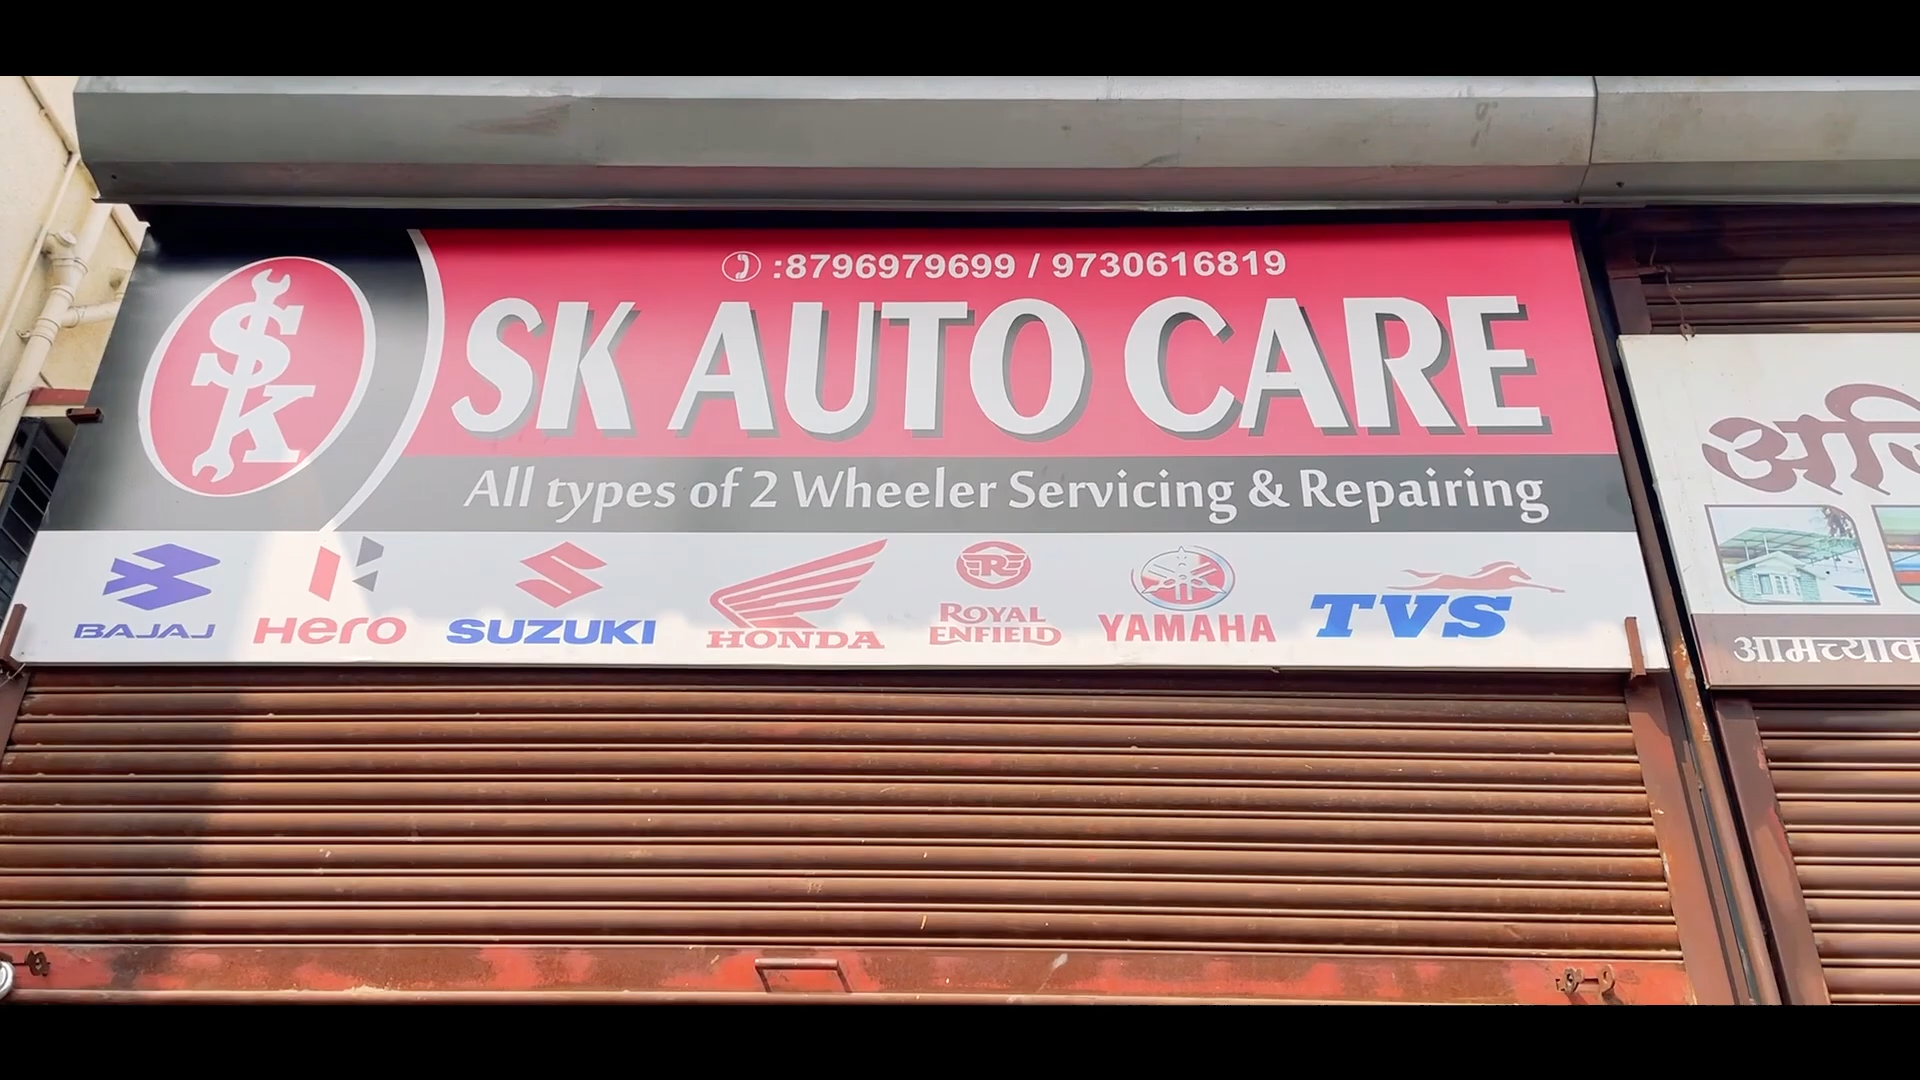 :8796979699 / 9730616819
SK
SK AUTO CARE
All types of 2 Wheeler Servicing & Repairing
BAJAJ Hero SUZUKI HONDA ROYAL ENFIELD YAMAHA TVS